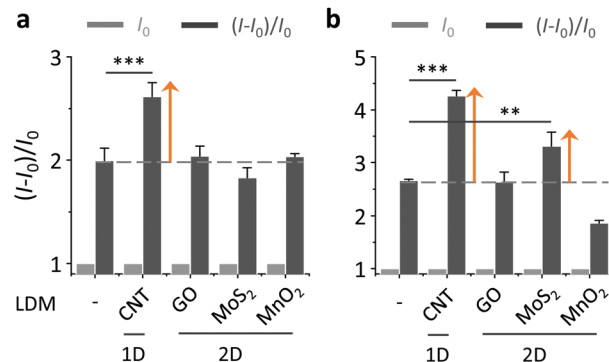 a
I₀ (I-I₀)/I₀
(I-I₀)/I₀
3
2
1
***
LDM - CNT GO MoS₂ MnO₂
1D 2D
b
I₀ (I-I₀)/I₀
5
4
3
2
1
***
**
- CNT GO MoS₂ MnO₂
1D 2D